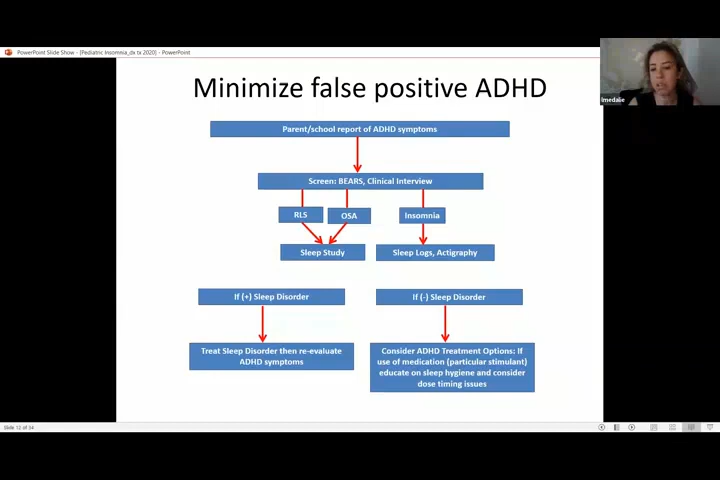 PowerPoint Slide Show - [Pediatric Insomnia_dx tx 2020] - PowerPoint
Minimize false positive ADHD
Parent/school report of ADHD symptoms
Screen: BEARS, Clinical Interview
RLS
OSA
Insomnia
Sleep Study
Sleep Logs, Actigraphy
If (+) Sleep Disorder
If (-) Sleep Disorder
Treat Sleep Disorder then re-evaluate
ADHD symptoms
Consider ADHD Treatment Options: If
use of medication (particular stimulant)
educate on sleep hygiene and consider
dose timing issues
Slide 12 of 34
imedalie